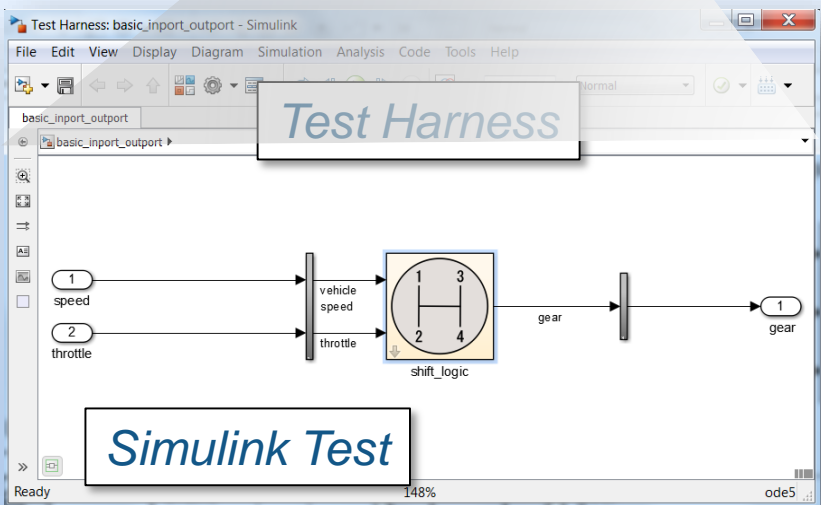 Test Harness: basic_inport_outport - Simulink
File Edit View Display Diagram Simulation Analysis Code Tools Help
Normal
basic_inport_outport
Test Harness
basic_inport_outport
1
speed
2
throttle
vehicle
speed
throttle
1 3
2 4
shift_logic
gear
1
gear
Simulink Test
Ready 148% ode5